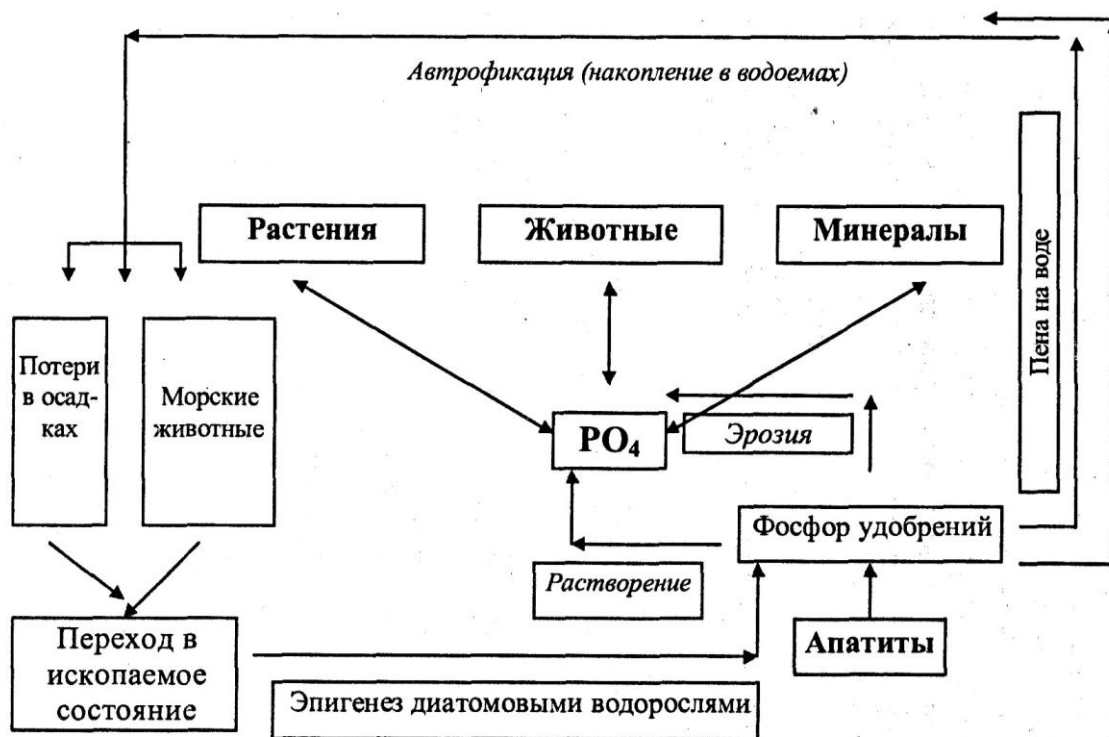 Автрофикация (накопление в водоемах)
Растения
Животные
Минералы
Пена на воде
Потери
в осад-
ках
Морские
животные
PO₄
Эрозия
Фосфор удобрений
Растворение
Апатиты
Переход в
ископаемое
состояние
Эпигенез диатомовыми водорослями